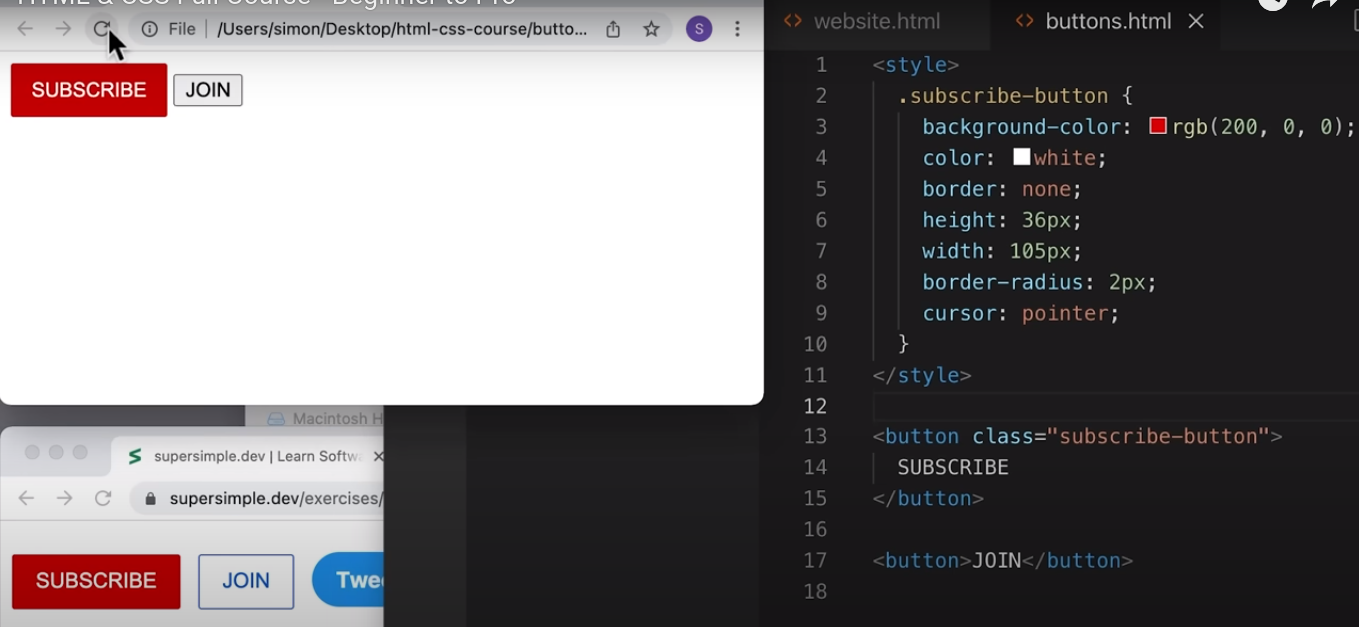 HTML & CSS Full Course - Beginner to Pro
File /Users/simon/Desktop/html-css-course/butto...
S
SUBSCRIBE JOIN
Macintosh H
supersimple.dev | Learn Softw
supersimple.dev/exercises/
SUBSCRIBE JOIN Twe
website.html buttons.html
1 <style>
2 .subscribe-button {
3 background-color: rgb(200, 0, 0);
4 color: white;
5 border: none;
6 height: 36px;
7 width: 105px;
8 border-radius: 2px;
9 cursor: pointer;
10 }
11 </style>
12
13 <button class="subscribe-button">
14 SUBSCRIBE
15 </button>
16
17 <button>JOIN</button>
18